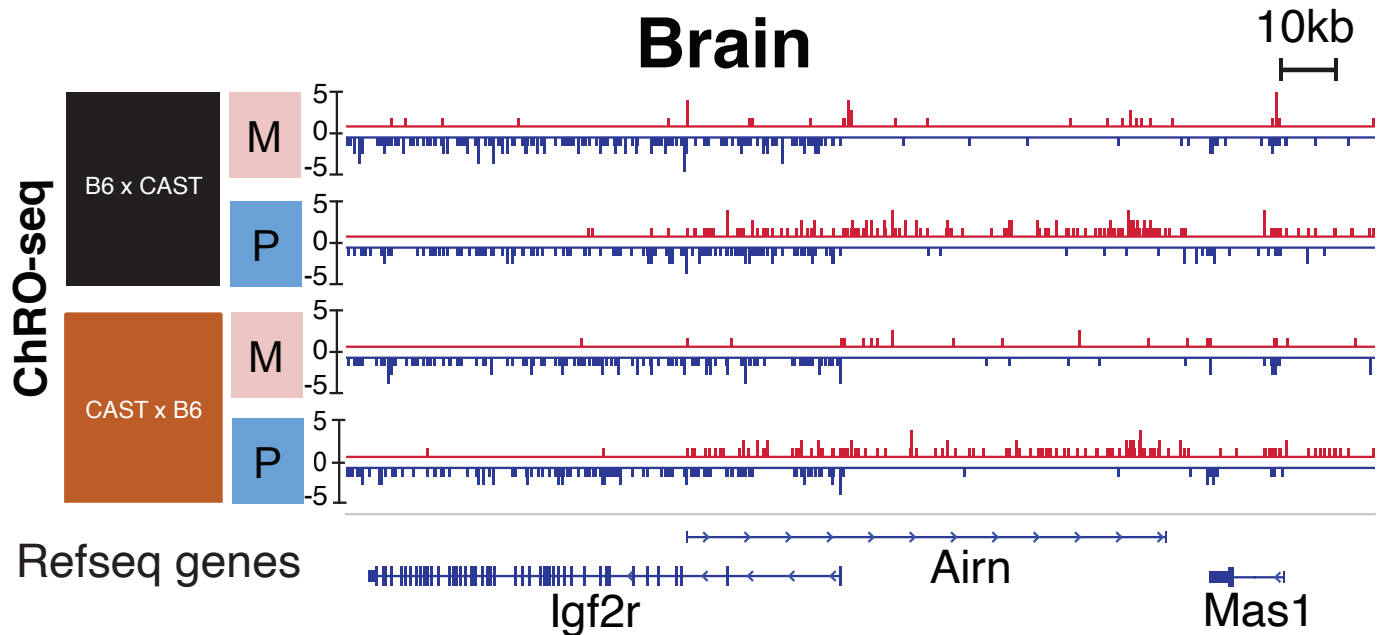 Brain
10kb
ChRO-seq
B6 x CAST
M
5
0
-5
P
5
0
-5
CAST x B6
M
5
0
-5
P
5
0
-5
Refseq genes
Airn
Igf2r
Mas1